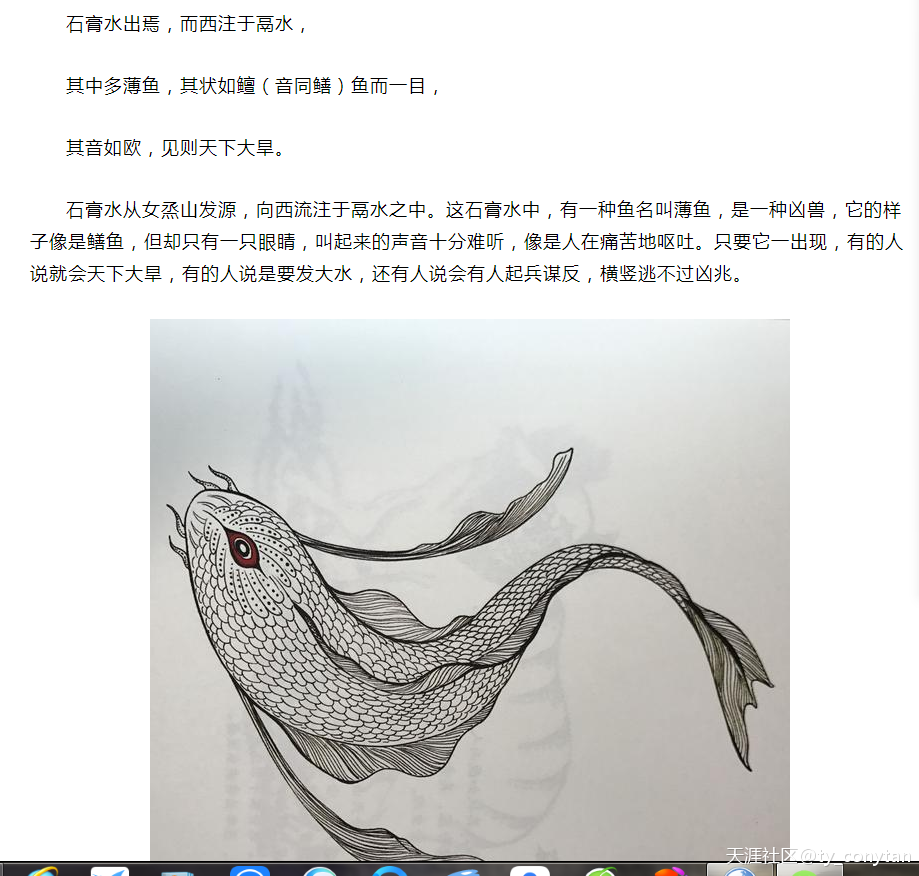 石膏水出焉，而西注于鬲水，
其中多薄鱼，其状如鳣（音同鳝）鱼而一目，
其音如欧，见则天下大旱。
石膏水从女烝山发源，向西流注于鬲水之中。这石膏水中，有一种鱼名叫薄鱼，是一种凶兽，它的样
子像是鳝鱼，但却只有一只眼睛，叫起来的声音十分难听，像是人在痛苦地呕吐。只要它一出现，有的人
说就会天下大旱，有的人说是要发大水，还有人说会有人起兵谋反，横竖逃不过凶兆。
天涯社区@ty_conytan